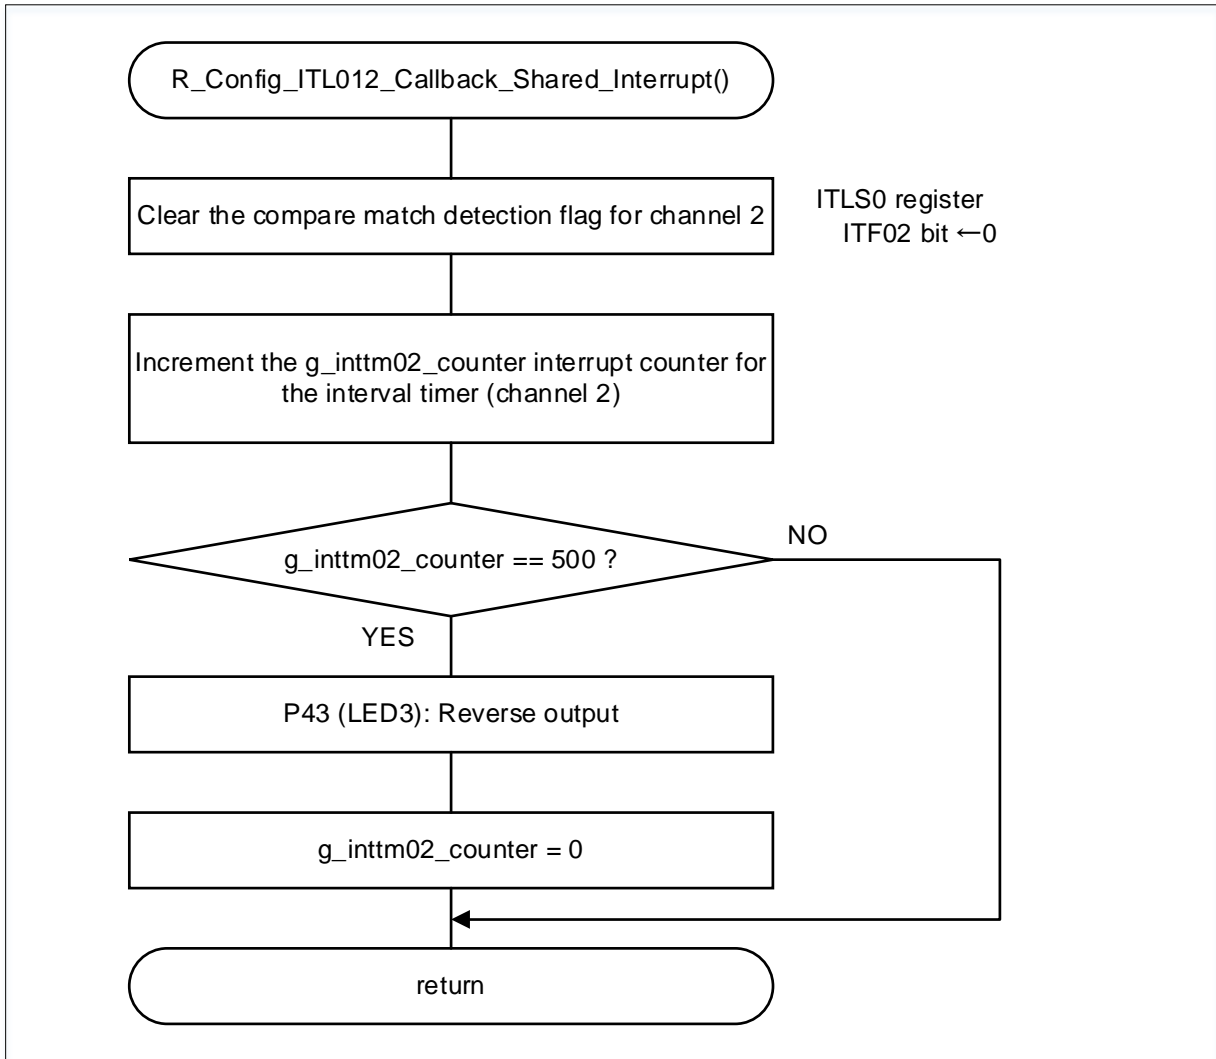 R_Config_ITL012_Callback_Shared_Interrupt()
Clear the compare match detection flag for channel 2
ITLS0 register
ITF02 bit ←0
Increment the g_inttm02_counter interrupt counter for
the interval timer (channel 2)
g_inttm02_counter == 500 ?
NO
YES
P43 (LED3): Reverse output
g_inttm02_counter = 0
return